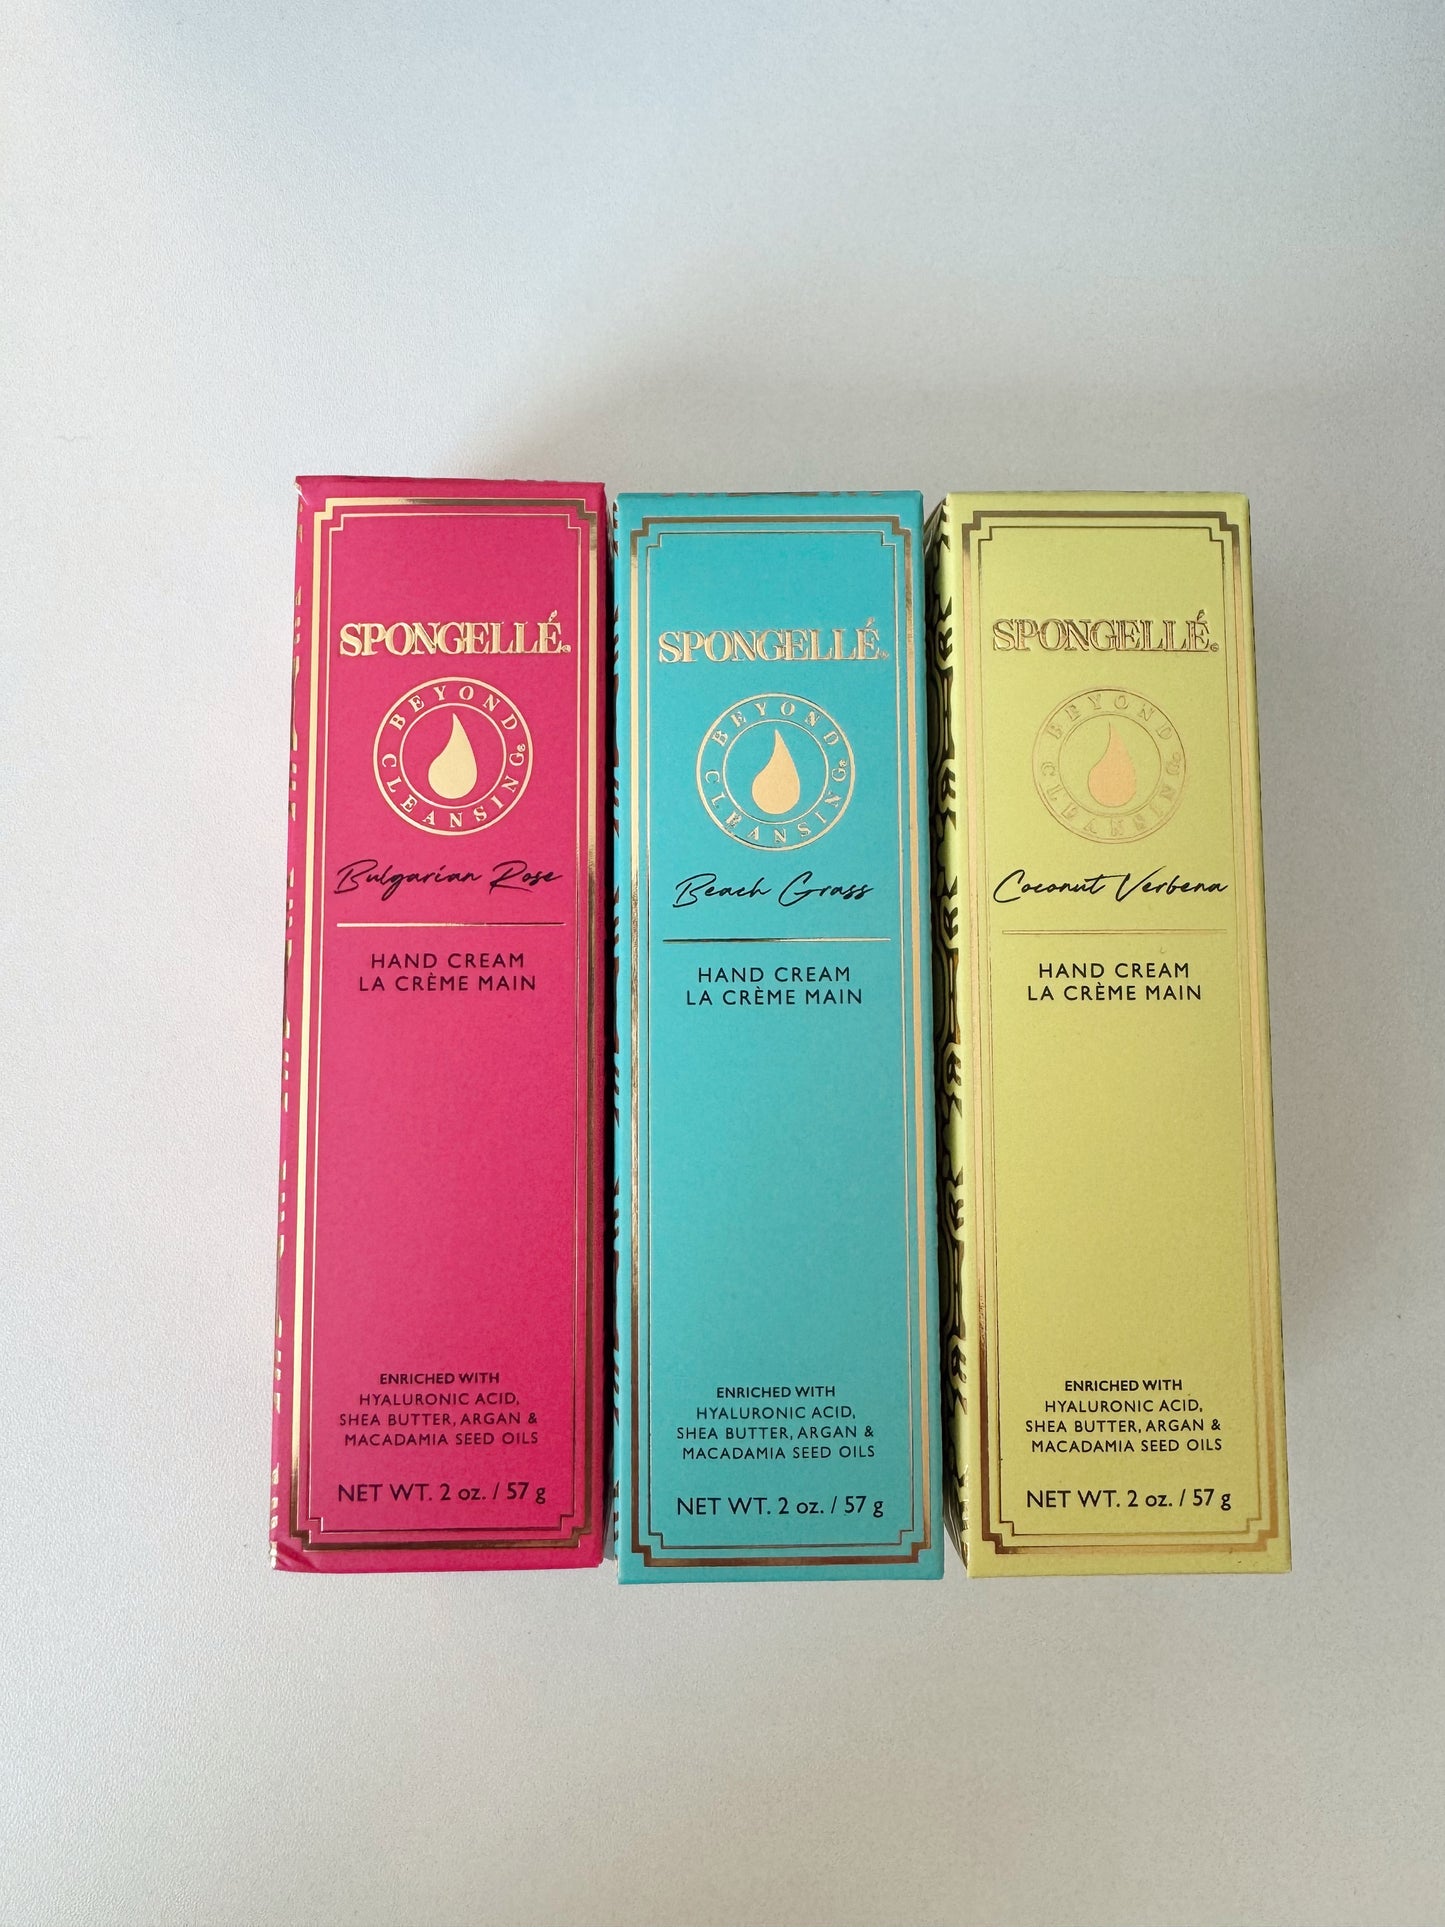 SPONGELLÉ®
BEYOND CLEANSING®
Bulgarian Rose
HAND CREAM
LA CRÈME MAIN
ENRICHED WITH
HYALURONIC ACID,
SHEA BUTTER, ARGAN &
MACADAMIA SEED OILS
NET WT. 2 oz. / 57 g
SPONGELLÉ®
BEYOND CLEANSING®
Beach Grass
HAND CREAM
LA CRÈME MAIN
ENRICHED WITH
HYALURONIC ACID,
SHEA BUTTER, ARGAN &
MACADAMIA SEED OILS
NET WT. 2 oz. / 57 g
SPONGELLÉ®
BEYOND CLEANSING®
Coconut Verbena
HAND CREAM
LA CRÈME MAIN
ENRICHED WITH
HYALURONIC ACID,
SHEA BUTTER, ARGAN &
MACADAMIA SEED OILS
NET WT. 2 oz. / 57 g